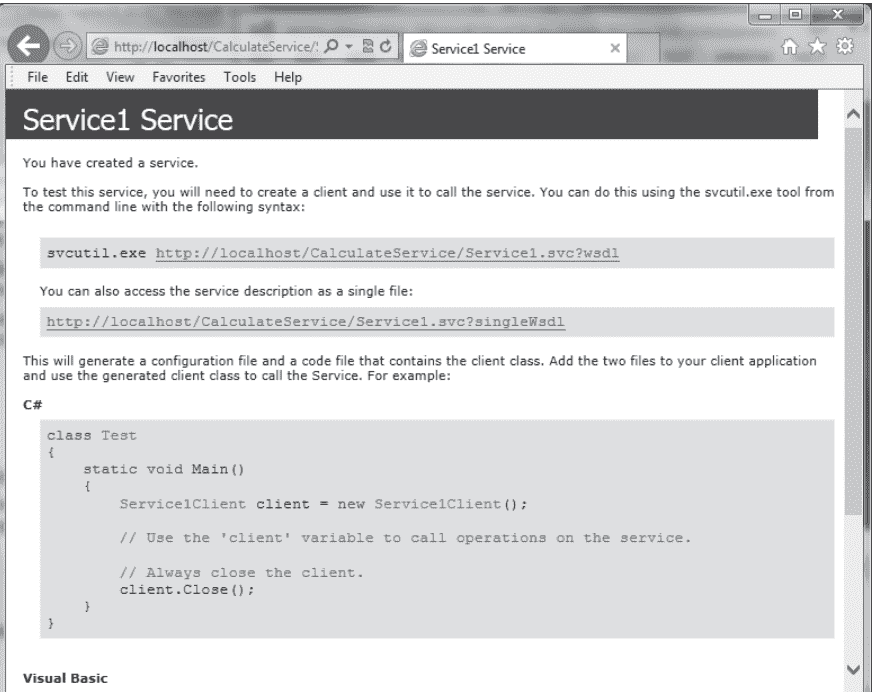 http://localhost/CalculateService/
Service1 Service
File Edit View Favorites Tools Help
Service1 Service
You have created a service.
To test this service, you will need to create a client and use it to call the service. You can do this using the svcutil.exe tool from
the command line with the following syntax:
svcutil.exe http://localhost/CalculateService/Service1.svc?wsdl
You can also access the service description as a single file:
http://localhost/CalculateService/Service1.svc?singleWsdl
This will generate a configuration file and a code file that contains the client class. Add the two files to your client application
and use the generated client class to call the Service. For example:
C#
class Test
{
static void Main()
{
Service1Client client = new Service1Client();
// Use the 'client' variable to call operations on the service.
// Always close the client.
client.Close();
}
}
Visual Basic